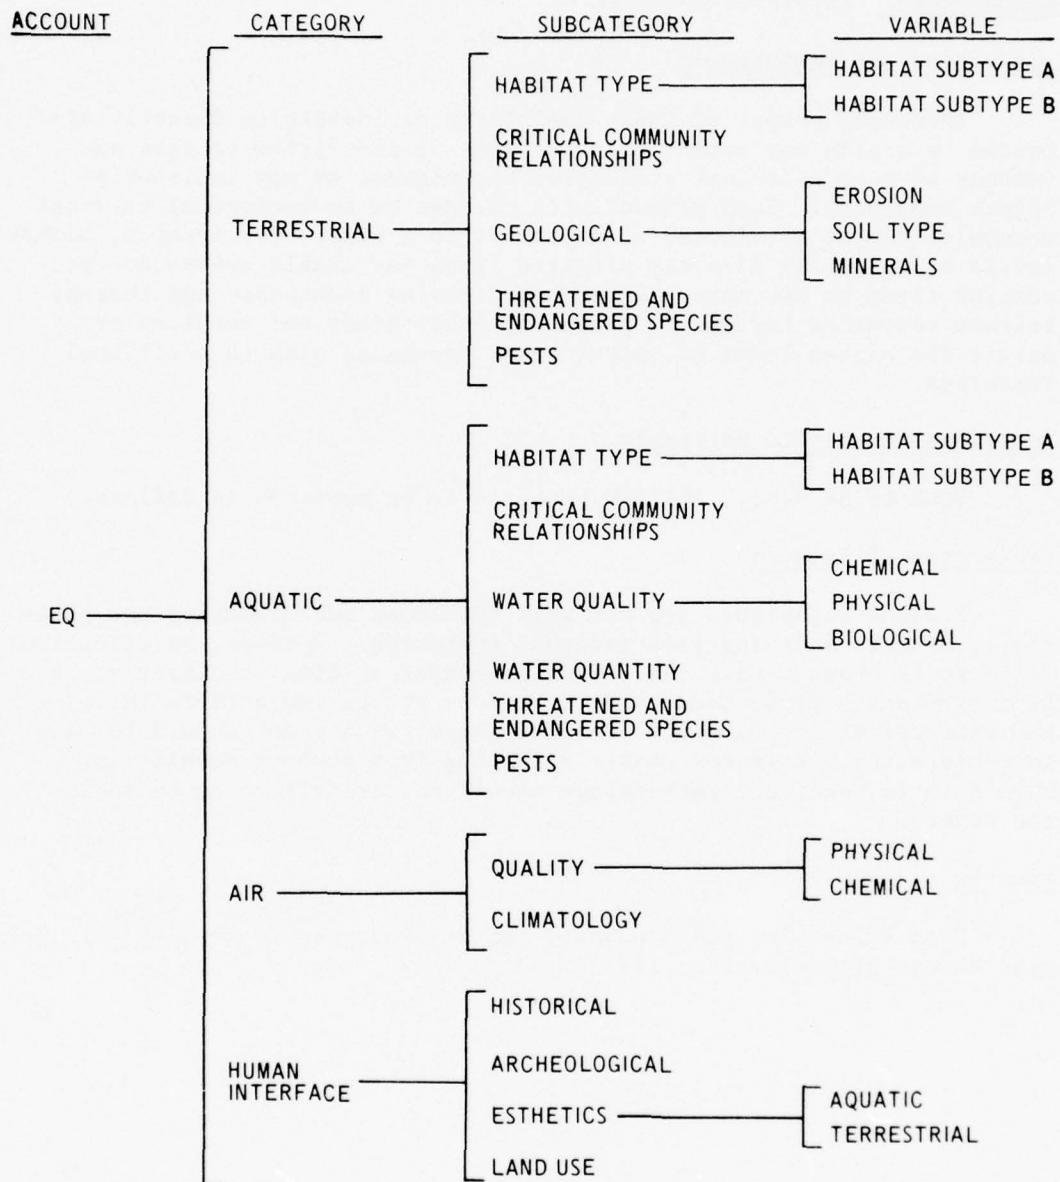 ACCOUNT CATEGORY SUBCATEGORY VARIABLE
HABITAT TYPE
HABITAT SUBTYPE A
HABITAT SUBTYPE B
CRITICAL COMMUNITY
RELATIONSHIPS
TERRESTRIAL
GEOLOGICAL
EROSION
SOIL TYPE
MINERALS
THREATENED AND
ENDANGERED SPECIES
PESTS
HABITAT TYPE
HABITAT SUBTYPE A
HABITAT SUBTYPE B
CRITICAL COMMUNITY
RELATIONSHIPS
EQ
AQUATIC
WATER QUALITY
CHEMICAL
PHYSICAL
BIOLOGICAL
WATER QUANTITY
THREATENED AND
ENDANGERED SPECIES
PESTS
AIR
QUALITY
PHYSICAL
CHEMICAL
CLIMATOLOGY
HUMAN
INTERFACE
HISTORICAL
ARCHEOLOGICAL
ESTHETICS
AQUATIC
TERRESTRIAL
LAND USE